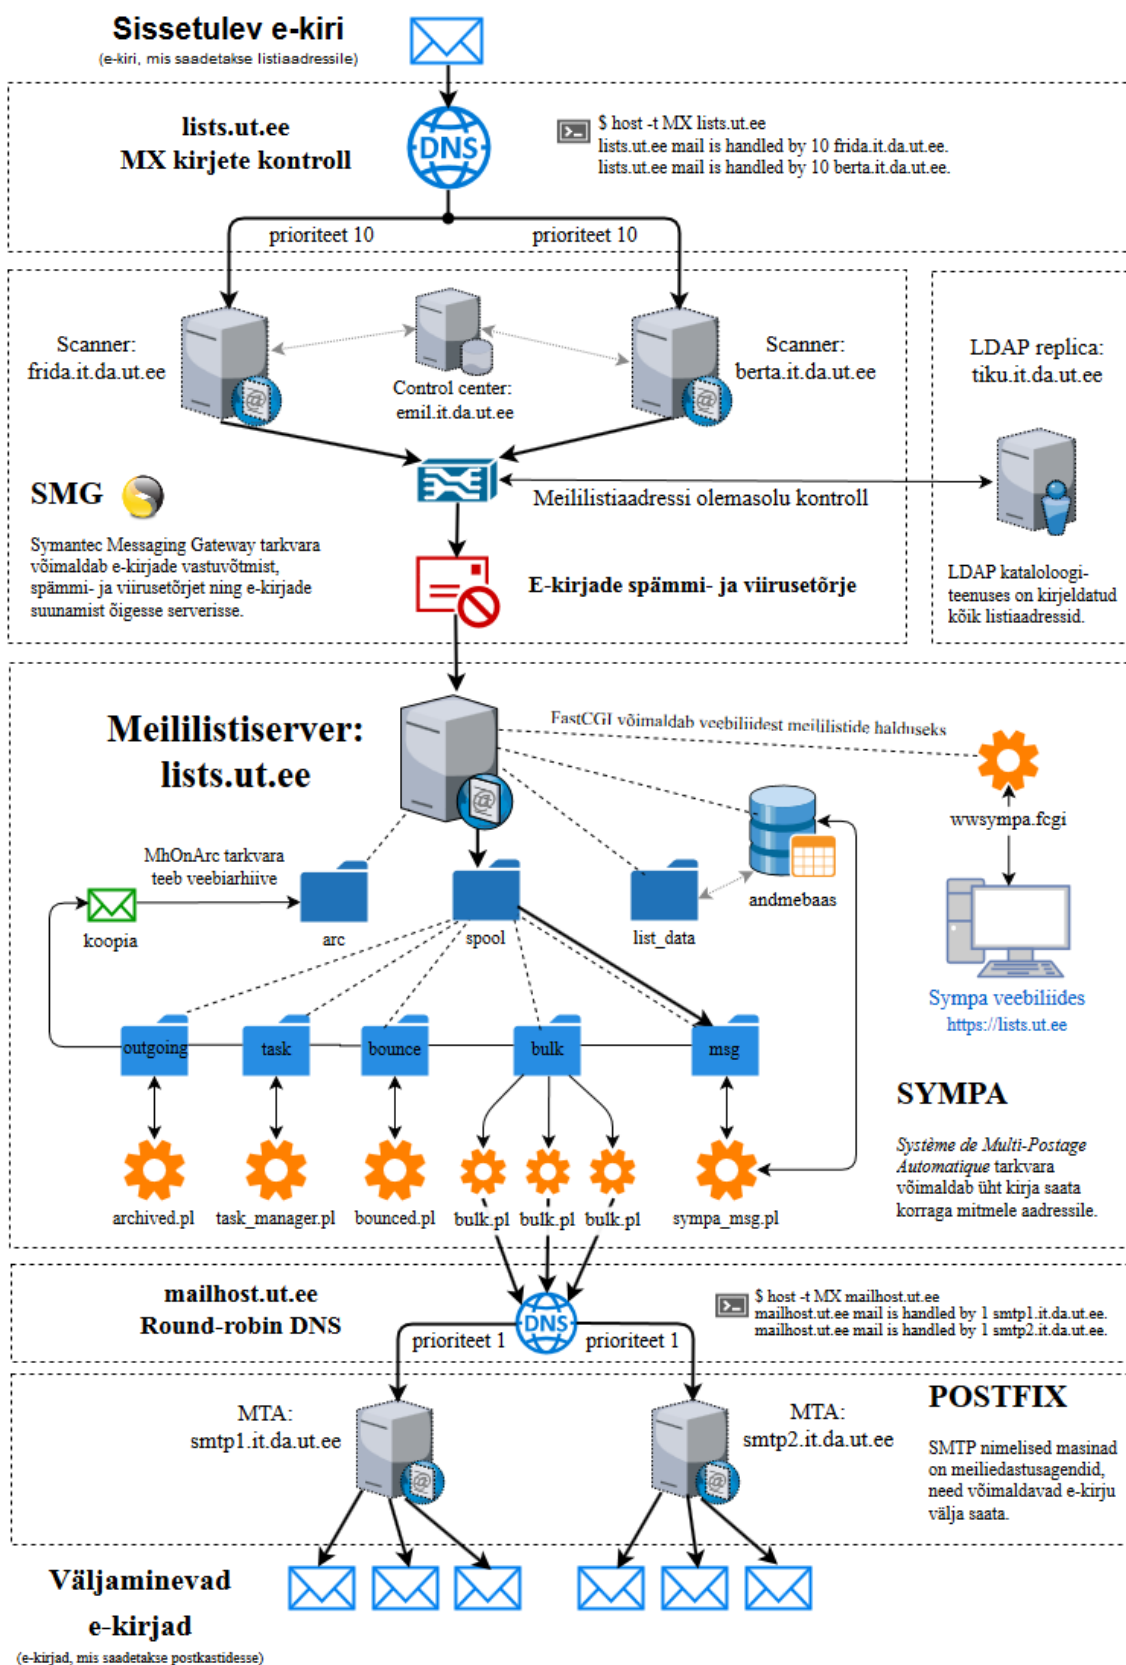 Sissetulev e-kiri
(e-kiri, mis saadetakse listiaadressile)
lists.ut.ee
MX kirjete kontroll
DNS
$ host -t MX lists.ut.ee
lists.ut.ee mail is handled by 10 frida.it.da.ut.ee.
lists.ut.ee mail is handled by 10 berta.it.da.ut.ee.
prioriteet 10
prioriteet 10
Scanner:
frida.it.da.ut.ee
Control center:
emil.it.da.ut.ee
Scanner:
berta.it.da.ut.ee
LDAP replica:
tiku.it.da.ut.ee
SMG
Meililistiaadressi olemasolu kontroll
Symantec Messaging Gateway tarkvara
võimaldab e-kirjade vastuvõtmist,
spämmi- ja viirusetõrjet ning e-kirjade
suunamist õigesse serverisse.
E-kirjade spämmi- ja viirusetõrje
LDAP kataloloogi-
teenuses on kirjeldatud
kõik listiaadressid.
Meililistiserver:
lists.ut.ee
FastCGI võimaldab veebiliidest meililistide halduseks
wwsympa.fcgi
MhOnArc tarkvara
teeb veebiarhiive
koopia
arc
spool
list_data
andmebaas
Sympa veebiliides
https://lists.ut.ee
outgoing
task
bounce
bulk
msg
SYMPA
Système de Multi-Postage
Automatique tarkvara
võimaldab üht kirja saata
korraga mitmele aadressile.
archived.pl
task_manager.pl
bounced.pl
bulk.pl
bulk.pl
bulk.pl
sympa_msg.pl
mailhost.ut.ee
Round-robin DNS
DNS
$ host -t MX mailhost.ut.ee
mailhost.ut.ee mail is handled by 1 smtp1.it.da.ut.ee.
mailhost.ut.ee mail is handled by 1 smtp2.it.da.ut.ee.
prioriteet 1
prioriteet 1
MTA:
smtp1.it.da.ut.ee
MTA:
smtp2.it.da.ut.ee
POSTFIX
SMTP nimelised masinad
on meiliedastusagendid,
need võimaldavad e-kirju
välja saata.
Väljaminevad
e-kirjad
(e-kirjad, mis saadetakse postkastidesse)